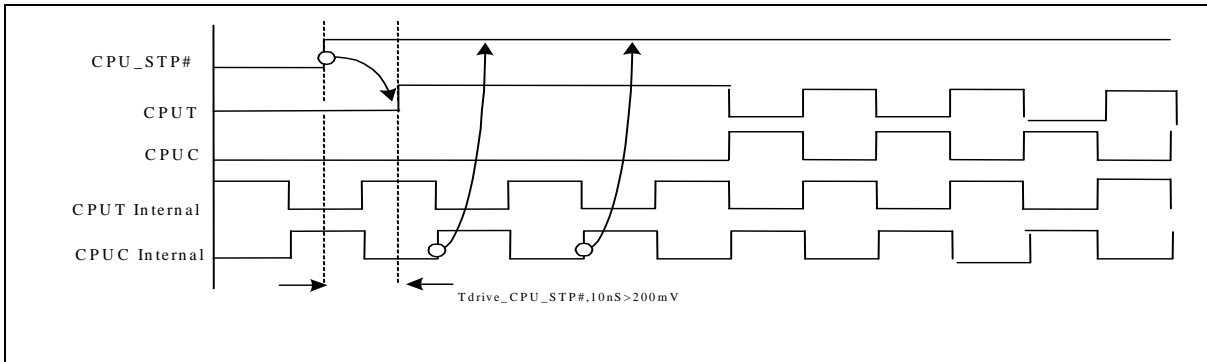 CPU_STP#
CPUT
CPUC
CPUT Internal
CPUC Internal
Tdrive_CPU_STP#,10nS>200mV